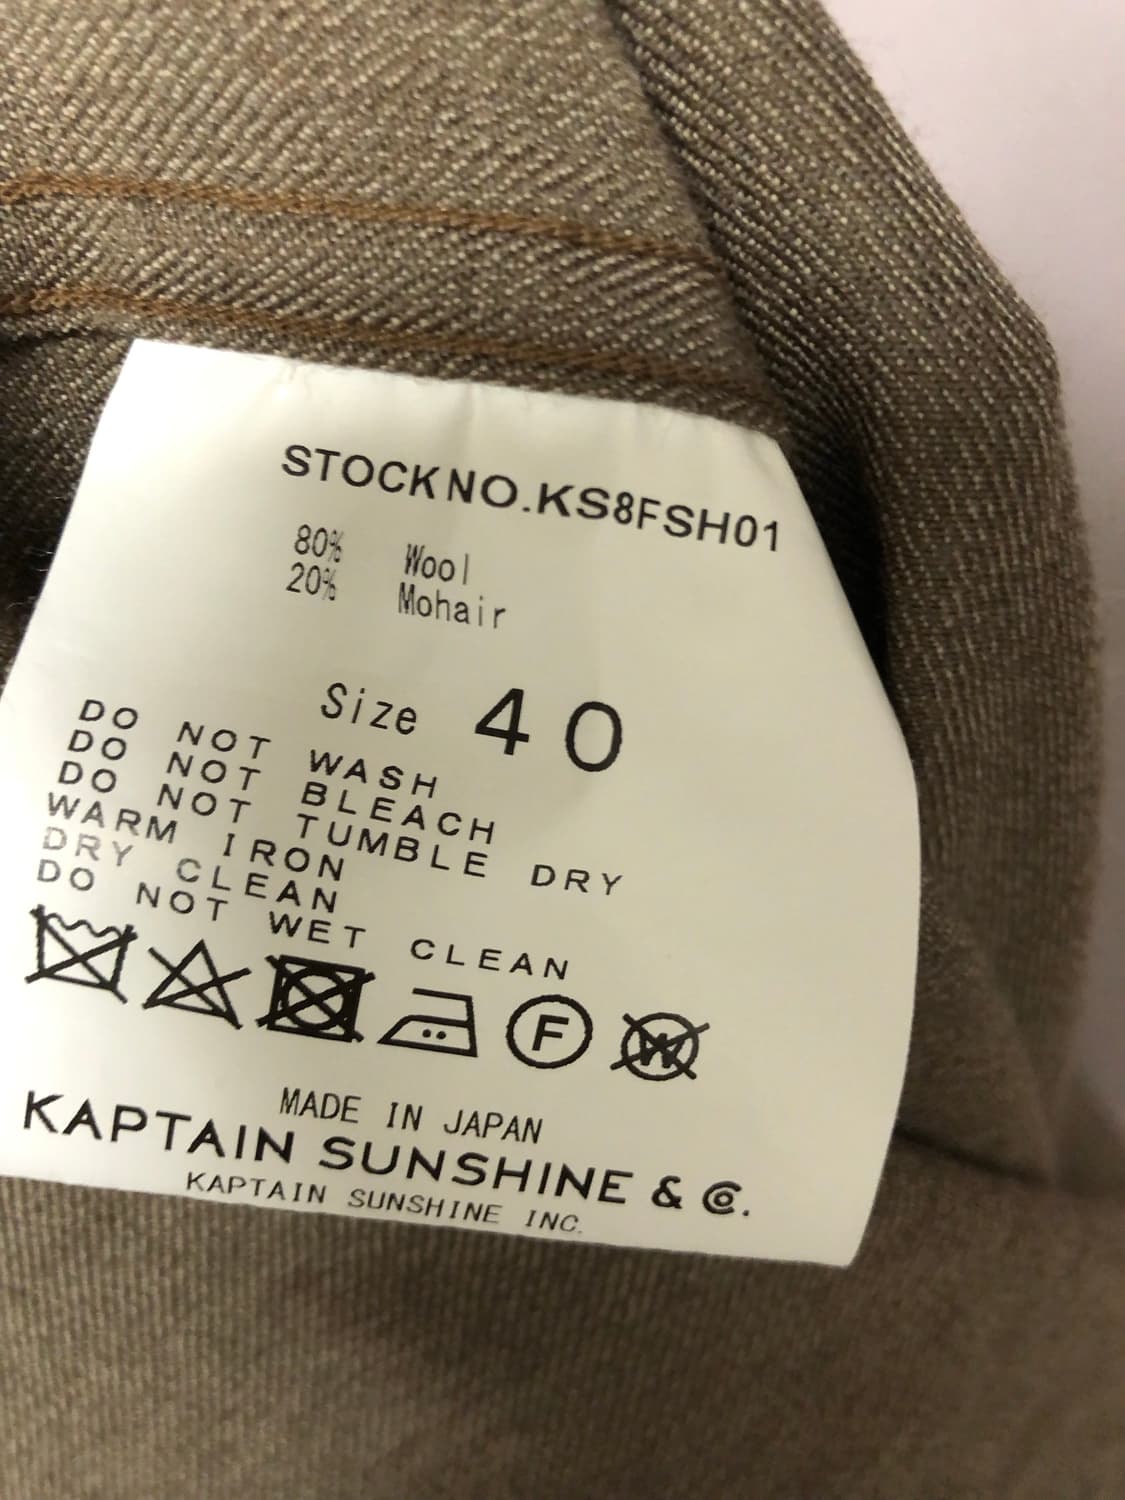 STOCKNO.KS8FSH01
80% Wool
20% Mohair
Size 40
DO NOT WASH
DO NOT BLEACH
DO NOT TUMBLE DRY
WARM IRON
DRY CLEAN
DO NOT WET CLEAN
F W
MADE IN JAPAN
KAPTAIN SUNSHINE & Co.
KAPTAIN SUNSHINE INC.